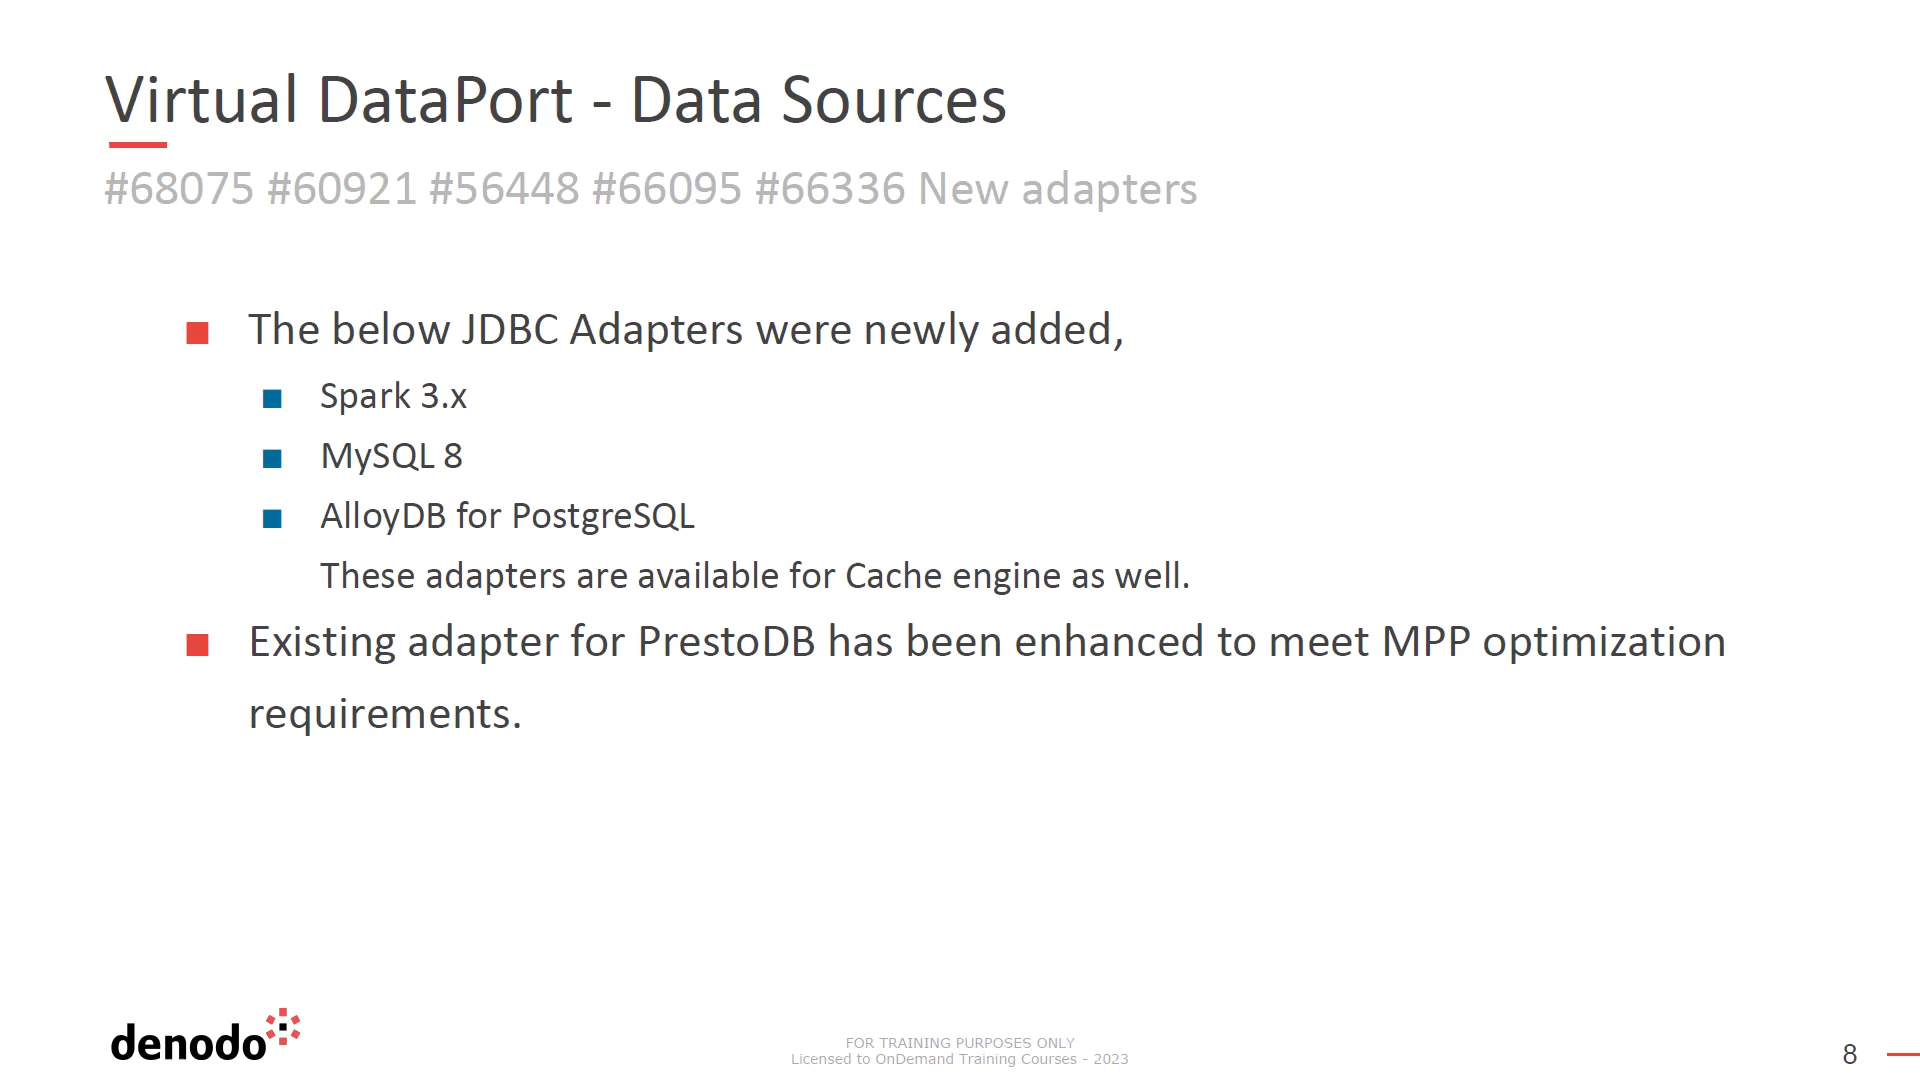 Virtual DataPort - Data Sources
#68075 #60921 #56448 #66095 #66336 New adapters
The below JDBC Adapters were newly added,
Spark 3.x
MySQL 8
AlloyDB for PostgreSQL
These adapters are available for Cache engine as well.
Existing adapter for PrestoDB has been enhanced to meet MPP optimization
requirements.
denodo
FOR TRAINING PURPOSES ONLY
Licensed to OnDemand Training Courses - 2023
8